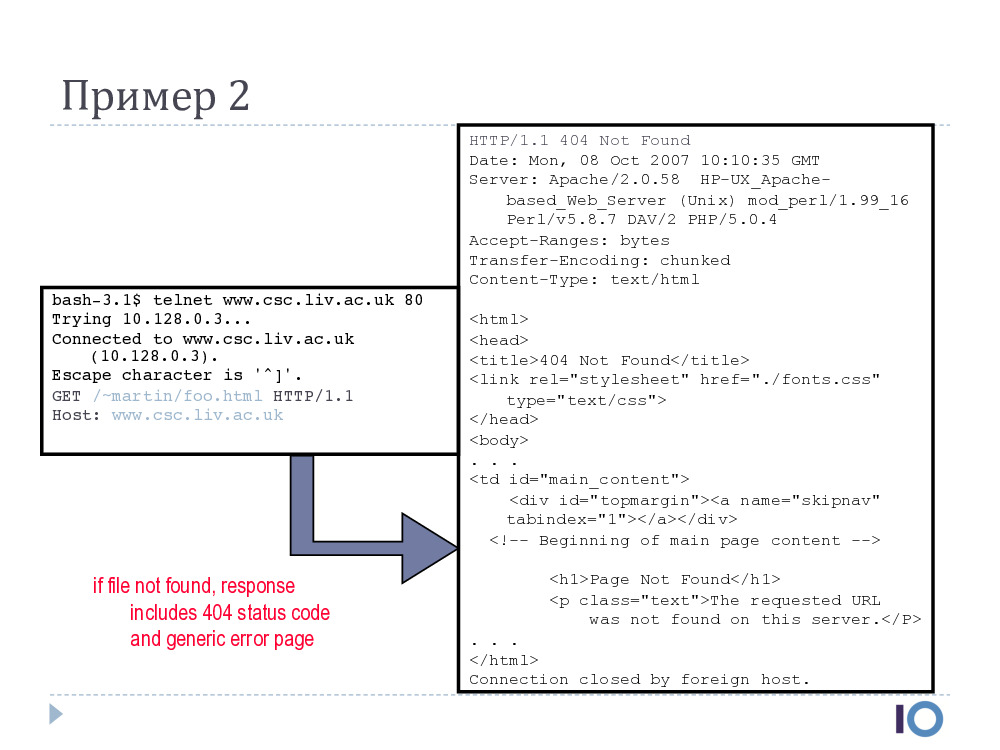 Пример 2
bash-3.1$ telnet www.csc.liv.ac.uk 80
Trying 10.128.0.3...
Connected to www.csc.liv.ac.uk
(10.128.0.3).
Escape character is '^]'.
GET /~martin/foo.html HTTP/1.1
Host: www.csc.liv.ac.uk
if file not found, response
includes 404 status code
and generic error page
HTTP/1.1 404 Not Found
Date: Mon, 08 Oct 2007 10:10:35 GMT
Server: Apache/2.0.58  HP-UX_Apache-
based_Web_Server (Unix) mod_perl/1.99_16
Perl/v5.8.7 DAV/2 PHP/5.0.4
Accept-Ranges: bytes
Transfer-Encoding: chunked
Content-Type: text/html
<html>
<head>
<title>404 Not Found</title>
<link rel="stylesheet" href="./fonts.css"
type="text/css">
</head>
<body>
. . .
<td id="main_content">
<div id="topmargin"><a name="skipnav"
tabindex="1"></a></div>
<!-- Beginning of main page content -->
<h1>Page Not Found</h1>
<p class="text">The requested URL
was not found on this server.</P>
. . .
</html>
Connection closed by foreign host.
IO